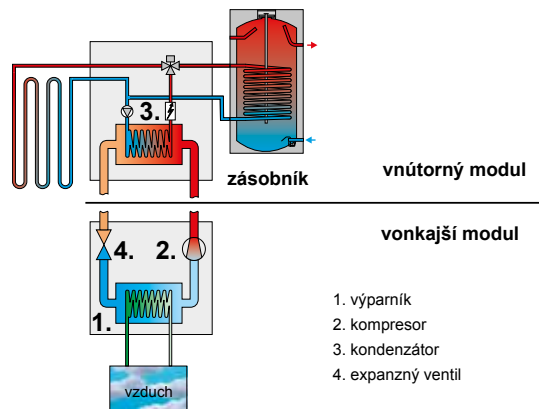 3.
zásobník
vnútorný modul
vonkajší modul
4.
2.
1.
vzduch
1. výparník
2. kompresor
3. kondenzátor
4. expanzný ventil